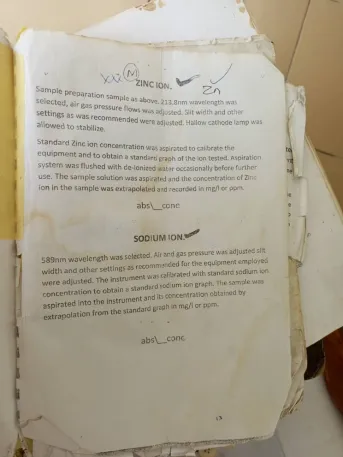 ZINC ION.
Zn
Sample preparation sample as above. 213.8nm wavelength was
selected, air gas pressure flows was adjusted. Slit width and other
settings as was recommended were adjusted. Hallow cathode lamp was
allowed to stabilize.
Standard Zinc ion concentration was aspirated to calibrate the
equipment and to obtain a standard graph of the ion tested. Aspiration
system was flushed with de-ionized water occasionally before further
use. The sample solution was aspirated and the concentration of Zinc
ion in the sample was extrapolated and recorded in mg/l or ppm.
abs\__conc
SODIUM ION.
589nm wavelength was selected. Air and gas pressure was adjusted slit
width and other settings as recommended for the equipment employed
were adjusted. The instrument was calibrated with standard sodium ion
concentration to obtain a standard sodium ion graph. The sample was
aspirated into the instrument and its concentration obtained by
extrapolation from the standard graph in mg/l or ppm.
abs\__conc